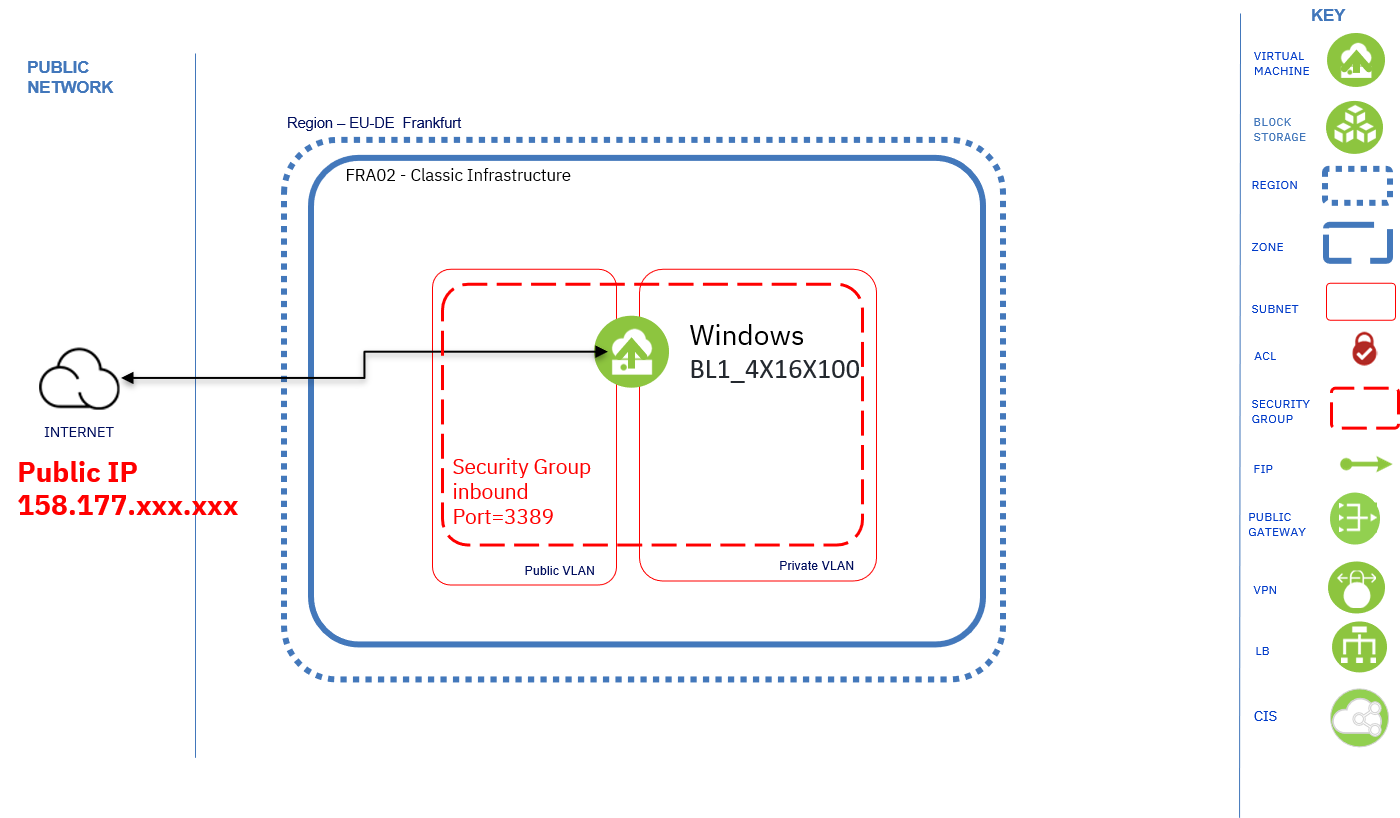 PUBLIC
NETWORK
Region – EU-DE  Frankfurt
FRA02 - Classic Infrastructure
Windows
BL1_4X16X100
INTERNET
Public IP
158.177.xxx.xxx
Security Group
inbound
Port=3389
Public VLAN
Private VLAN
KEY
VIRTUAL
MACHINE
BLOCK
STORAGE
REGION
ZONE
SUBNET
ACL
SECURITY
GROUP
FIP
PUBLIC
GATEWAY
VPN
LB
CIS